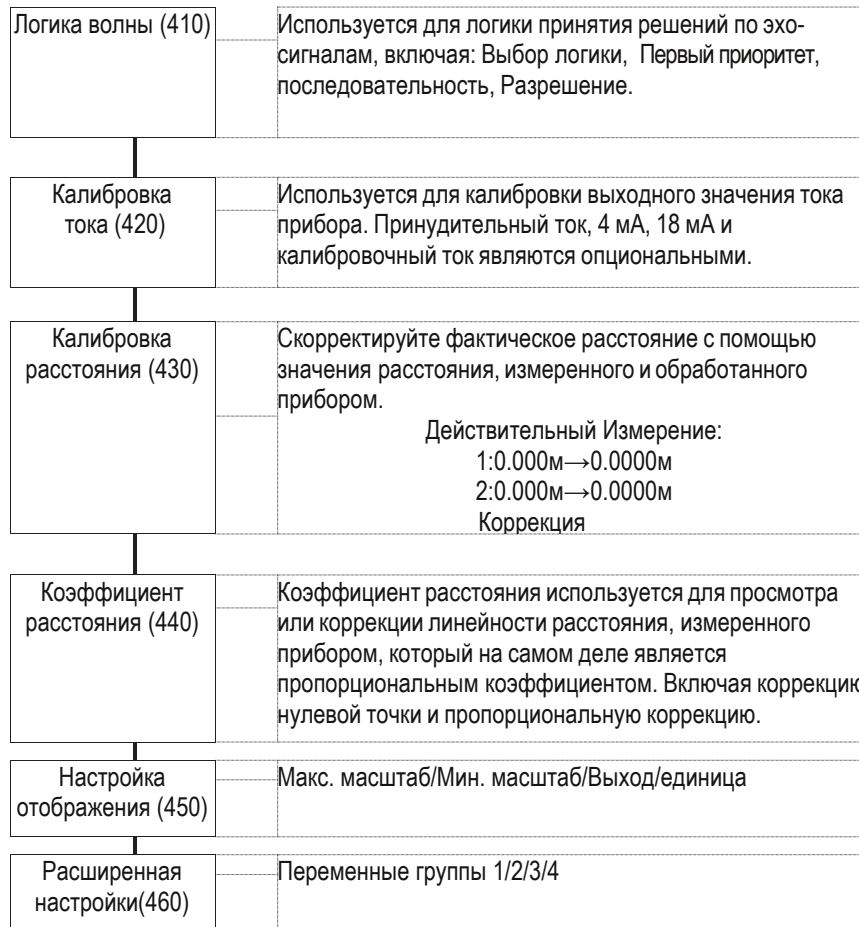 Логика волны (410)
Используется для логики принятия решений по эхо-
сигналам, включая: Выбор логики, Первый приоритет,
последовательность, Разрешение.
Калибровка
тока (420)
Используется для калибровки выходного значения тока
прибора. Принудительный ток, 4 мА, 18 мА и
калибровочный ток являются опциональными.
Калибровка
расстояния (430)
Скорректируйте фактическое расстояние с помощью
значения расстояния, измеренного и обработанного
прибором.
Действительный Измерение:
1:0.000м→0.0000м
2:0.000м→0.0000м
Коррекция
Коэффициент
расстояния (440)
Коэффициент расстояния используется для просмотра
или коррекции линейности расстояния, измеренного
прибором, который на самом деле является
пропорциональным коэффициентом. Включая коррекцию
нулевой точки и пропорциональную коррекцию.
Настройка
отображения (450)
Макс. масштаб/Мин. масштаб/Выход/единица
Расширенная
настройки(460)
Переменные группы 1/2/3/4